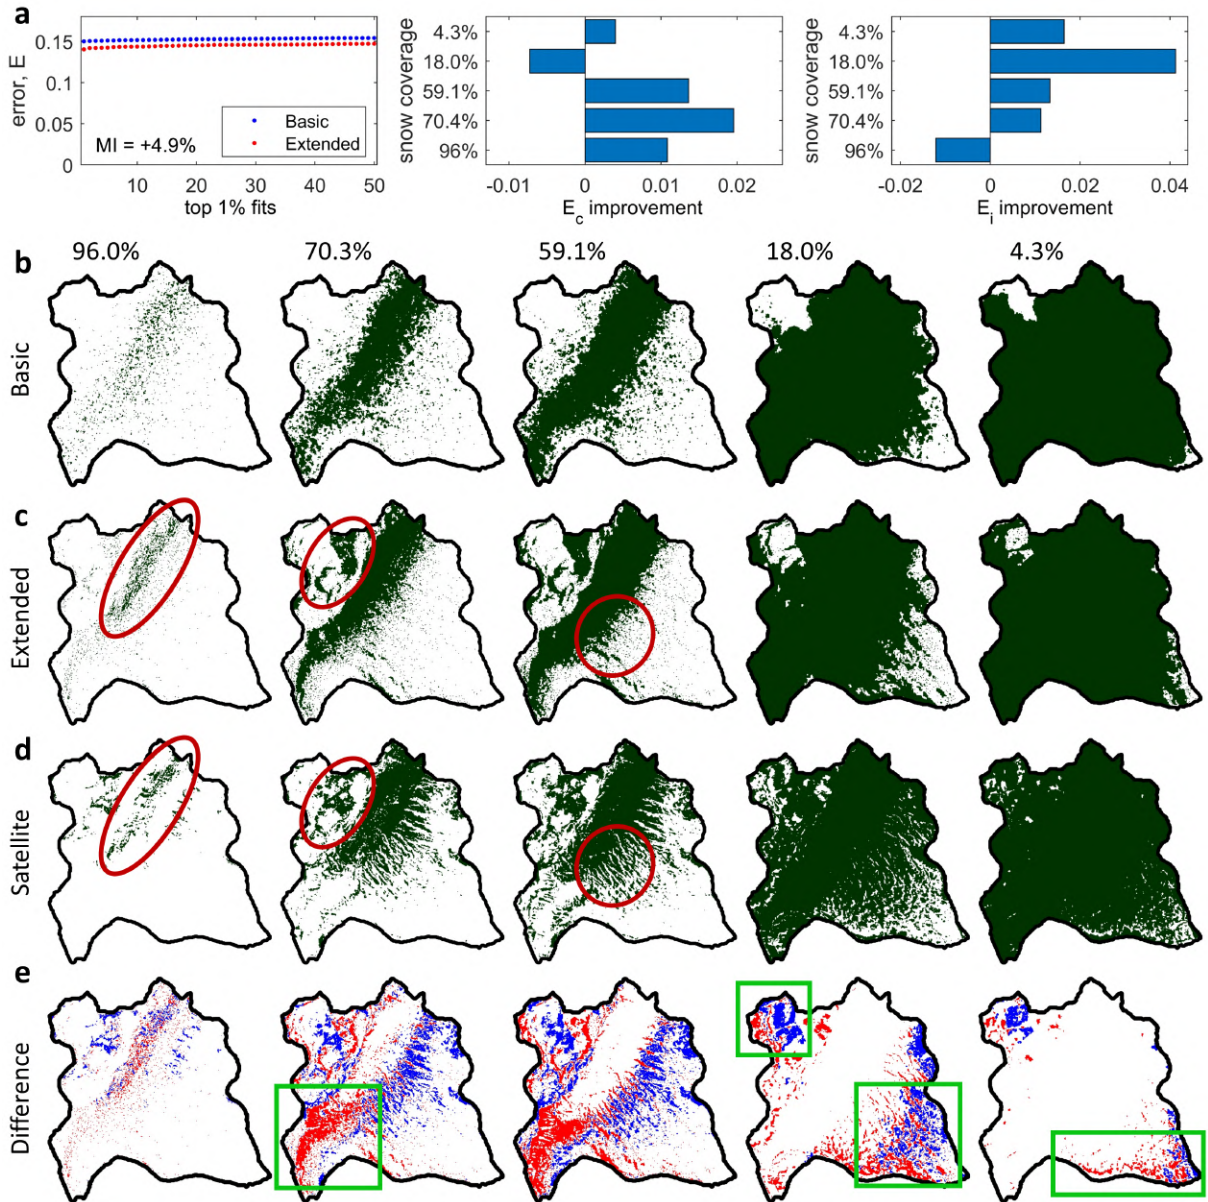 a
error, E
0.15
0.1
0.05
0
MI = +4.9%
Basic
Extended
10
20
30
40
50
top 1% fits
snow coverage
4.3%
18.0%
59.1%
70.4%
96%
-0.01
0
0.01
0.02
E_c improvement
snow coverage
4.3%
18.0%
59.1%
70.4%
96%
-0.02
0
0.02
0.04
E_i improvement
96.0%
70.3%
59.1%
18.0%
4.3%
b
Basic
c
Extended
d
Satellite
e
Difference